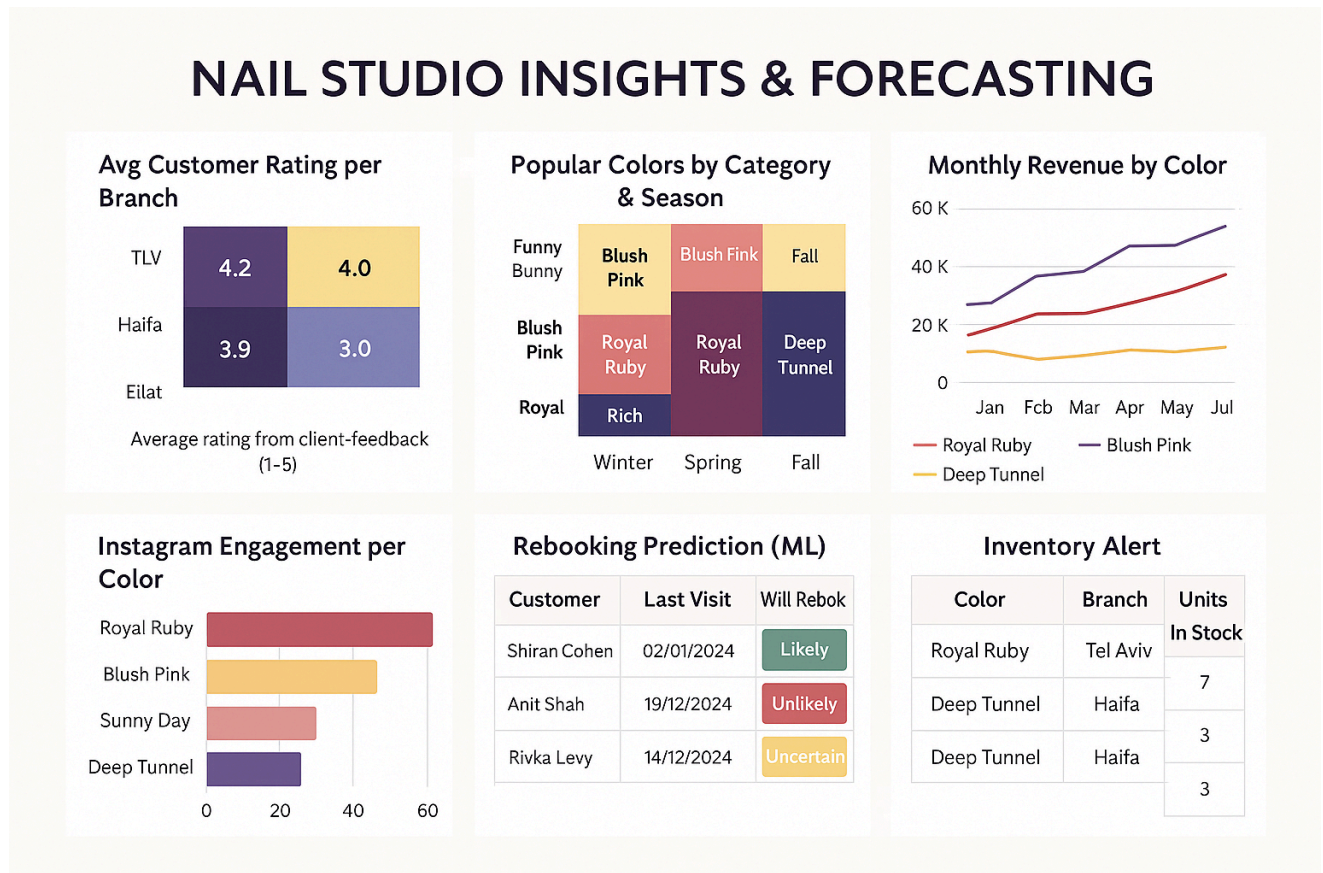 NAIL STUDIO INSIGHTS & FORECASTING
Avg Customer Rating per
Branch
TLV
Haifa
Eilat
4.2
4.0
3.9
3.0
Average rating from client-feedback
(1-5)
Popular Colors by Category
& Season
Funny
Bunny
Blush
Pink
Royal
Blush
Pink
Blush Fink
Fall
Royal
Ruby
Royal
Ruby
Deep
Tunnel
Rich
Winter
Spring
Fall
Monthly Revenue by Color
60 K
40 K
20 K
0
Jan
Fcb
Mar
Apr
May
Jul
Royal Ruby
Blush Pink
Deep Tunnel
Instagram Engagement per
Color
Royal Ruby
Blush Pink
Sunny Day
Deep Tunnel
0
20
40
60
Rebooking Prediction (ML)
Customer
Last Visit
Will Rebok
Shiran Cohen
02/01/2024
Likely
Anit Shah
19/12/2024
Unlikely
Rivka Levy
14/12/2024
Uncertain
Inventory Alert
Color
Branch
Units
In Stock
Royal Ruby
Tel Aviv
7
Deep Tunnel
Haifa
3
Deep Tunnel
Haifa
3